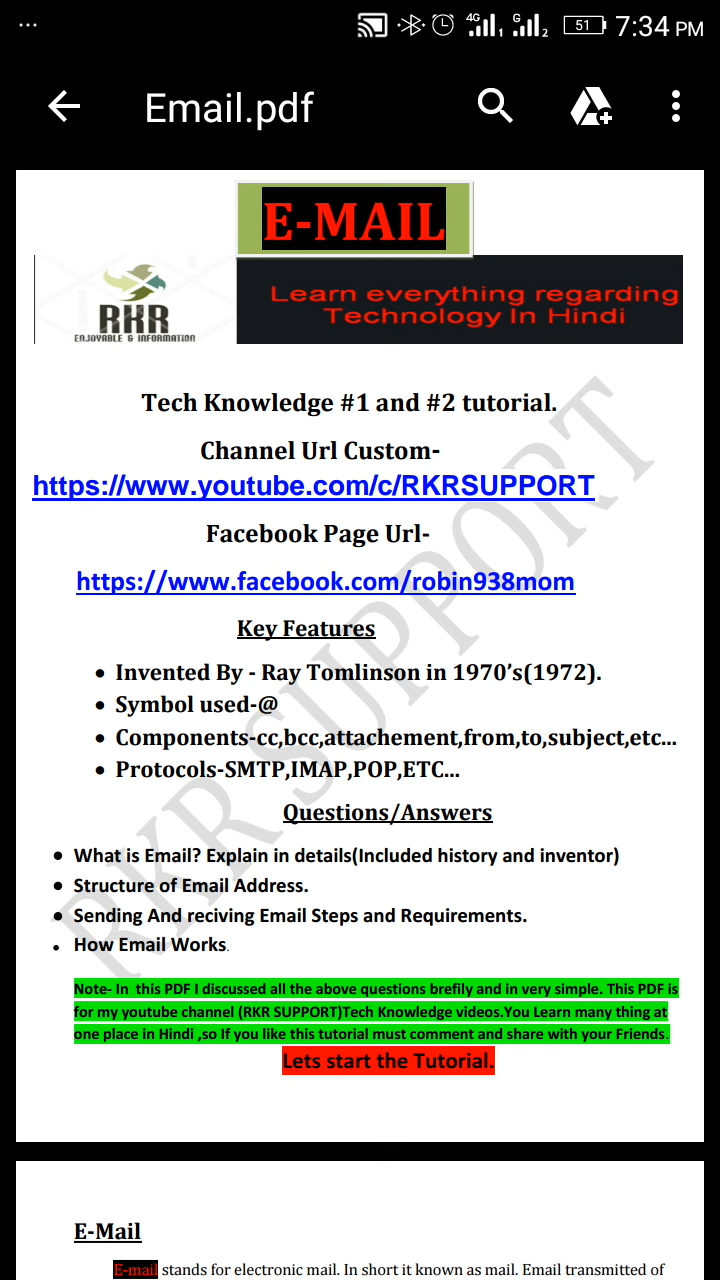 ...
4G 1 G 2 51 7:34 PM
Email.pdf
E-MAIL
RKR
ENJOYABLE & INFORMATION
Learn everything regarding
Technology In Hindi
Tech Knowledge #1 and #2 tutorial.
Channel Url Custom-
https://www.youtube.com/c/RKRSUPPORT
Facebook Page Url-
https://www.facebook.com/robin938mom
Key Features
• Invented By - Ray Tomlinson in 1970’s(1972).
• Symbol used-@
• Components-cc,bcc,attachement,from,to,subject,etc...
• Protocols-SMTP,IMAP,POP,ETC...
Questions/Answers
• What is Email? Explain in details(Included history and inventor)
• Structure of Email Address.
• Sending And reciving Email Steps and Requirements.
• How Email Works.
Note- In this PDF I discussed all the above questions brefily and in very simple. This PDF is
for my youtube channel (RKR SUPPORT)Tech Knowledge videos.You Learn many thing at
one place in Hindi ,so If you like this tutorial must comment and share with your Friends.
Lets start the Tutorial.
RKR SUPPORT
E-Mail
E-mail stands for electronic mail. In short it known as mail. Email transmitted of